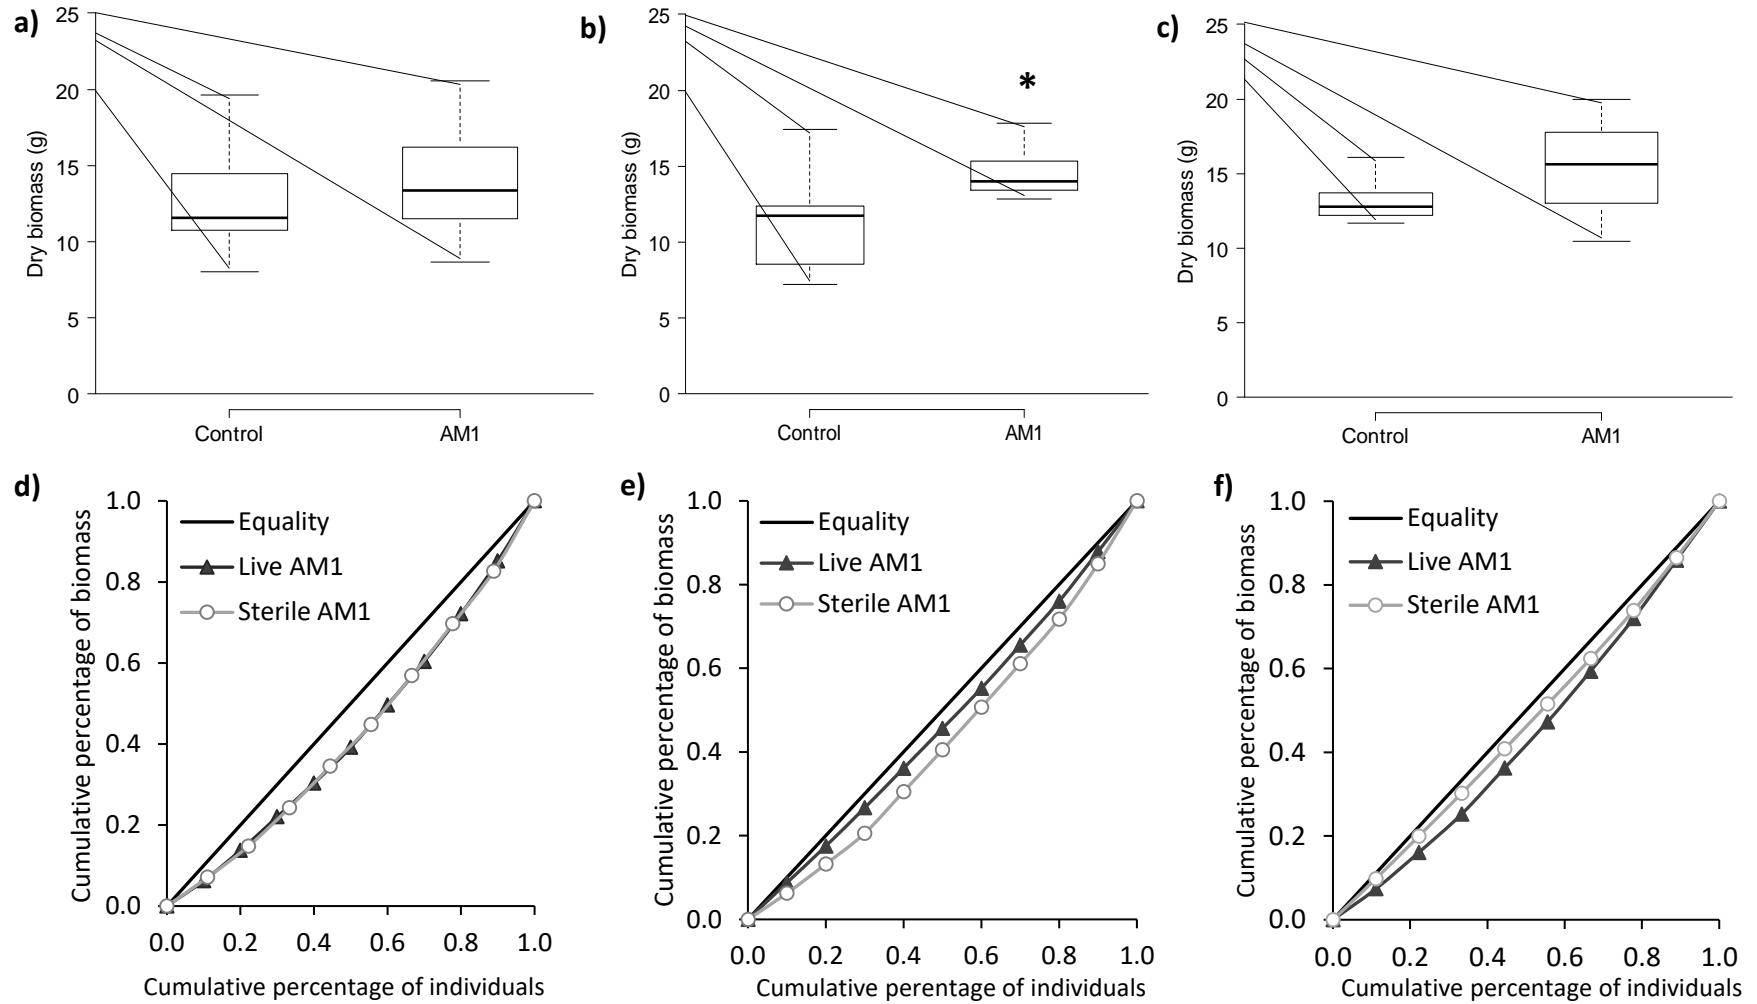 a)
25
20
15
10
5
0
Dry biomass (g)
Control
AM1
b)
25
20
15
10
5
0
Dry biomass (g)
*
Control
AM1
c)
25
20
15
10
5
0
Dry biomass (g)
Control
AM1
d)
1.0
0.8
0.6
0.4
0.2
0.0
Cumulative percentage of biomass
Equality
Live AM1
Sterile AM1
0.0 0.2 0.4 0.6 0.8 1.0
Cumulative percentage of individuals
e)
1.0
0.8
0.6
0.4
0.2
0.0
Cumulative percentage of biomass
Equality
Live AM1
Sterile AM1
0.0 0.2 0.4 0.6 0.8 1.0
Cumulative perentage of individuals
f)
1.0
0.8
0.6
0.4
0.2
0.0
Cumulative percentage of biomass
Equality
Live AM1
Sterile AM1
0.0 0.2 0.4 0.6 0.8 1.0
Cumulative percentage of individuals